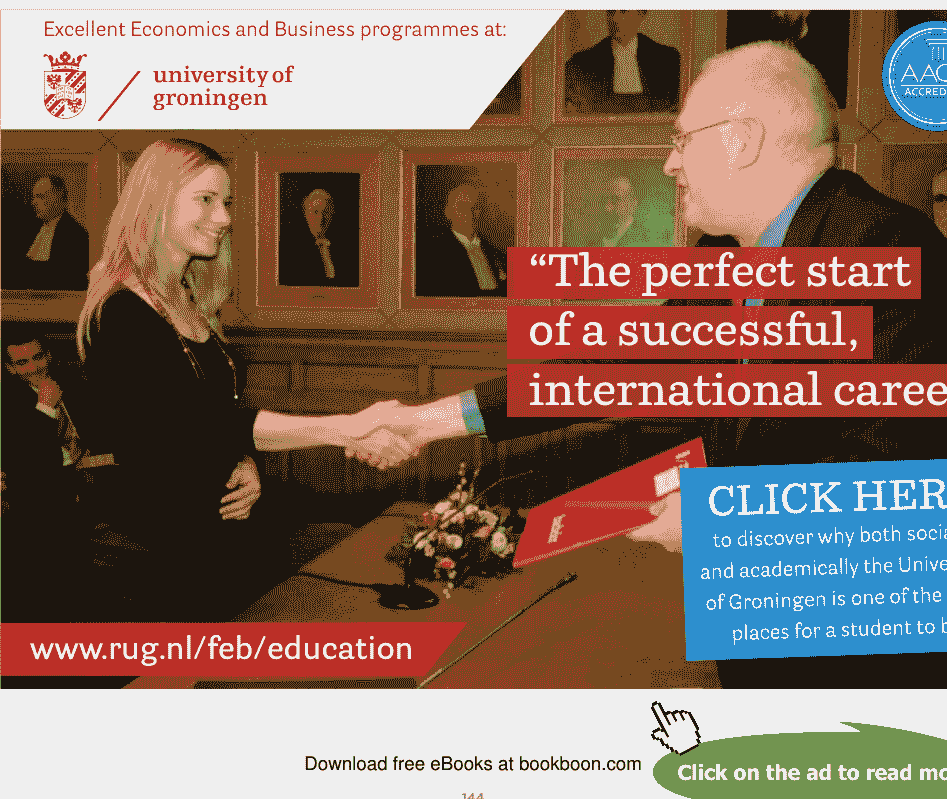 Excellent Economics and Business programmes at:
university of
groningen
AAC
ACCRED
“The perfect start
of a successful,
international caree
CLICK HER
to discover why both socia
and academically the Unive
of Groningen is one of the
places for a student to b
www.rug.nl/feb/education
Download free eBooks at bookboon.com
Click on the ad to read mo
144